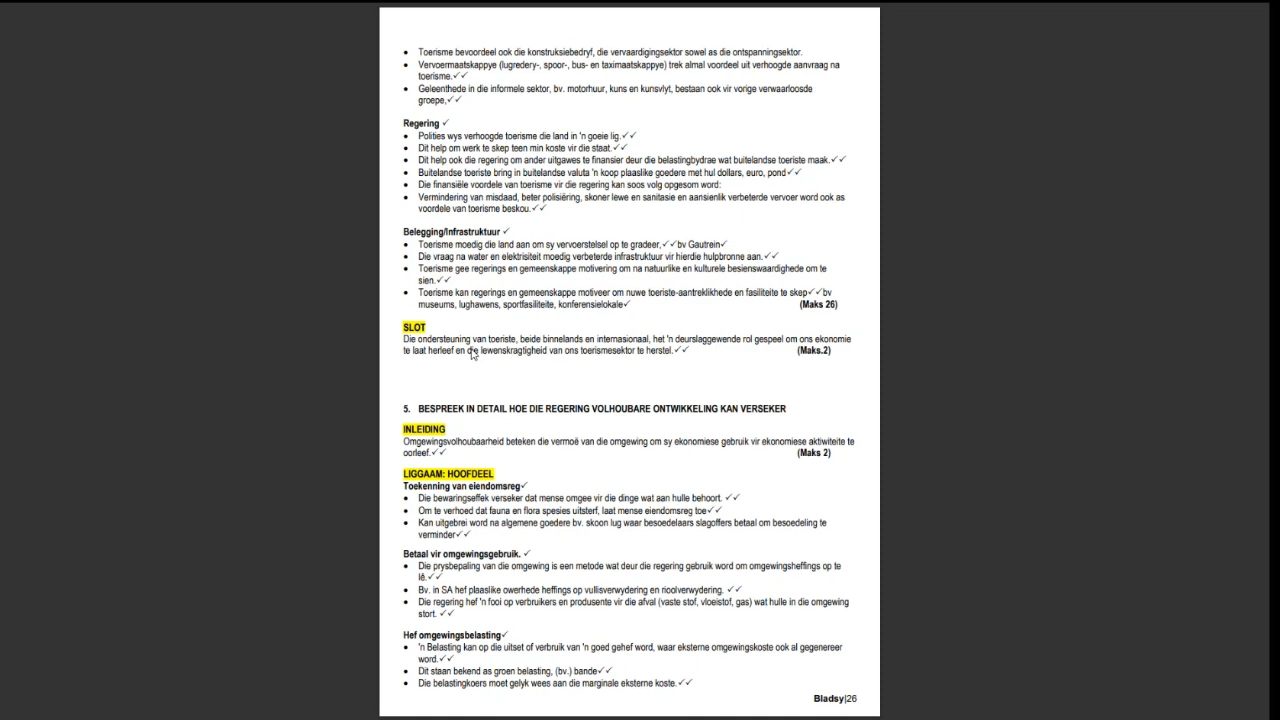 • Toerisme bevoordeel ook die konstruksiebedryf, die vervaardigingsektor sowel as die ontspanningsektor.
• Vervoermaatskappye (lugredery-, spoor-, bus- en taximaatskappye) trek almal voordeel uit verhoogde aanvraag na
toerisme.✓✓
• Geleenthede in die informele sektor, bv. motorhuur, kuns en kunsvlyt, bestaan ook vir vorige verwaarloosde
groepe,✓✓
Regering ✓
• Polities wys verhoogde toerisme die land in 'n goeie lig.✓✓
• Dit help om werk te skep teen min koste vir die staat.✓✓
• Dit help ook die regering om ander uitgawes te finansier deur die belastingbydrae wat buitelandse toeriste maak.✓✓
• Buitelandse toeriste bring in buitelandse valuta 'n koop plaaslike goedere met hul dollars, euro, pond✓✓
• Die finansiële voordele van toerisme vir die regering kan soos volg opgesom word:
• Vermindering van misdaad, beter polisiëring, skoner lewe en sanitasie en aansienlik verbeterde vervoer word ook as
voordele van toerisme beskou.✓✓
Belegging/Infrastruktuur ✓
• Toerisme moedig die land aan om sy vervoerstelsel op te gradeer,✓✓bv Gautrein✓
• Die vraag na water en elektrisiteit moedig verbeterde infrastruktuur vir hierdie hulpbronne aan.✓✓
• Toerisme gee regerings en gemeenskappe motivering om na natuurlike en kulturele besienswaardighede om te
sien.✓✓
• Toerisme kan regerings en gemeenskappe motiveer om nuwe toeriste-aantreklikhede en fasiliteite te skep✓✓bv
museums, lughawens, sportfasiliteite, konferensielokale✓ (Maks 26)
SLOT
Die ondersteuning van toeriste, beide binnelands en internasionaal, het 'n deurslaggewende rol gespeel om ons ekonomie
te laat herleef en die lewenskragtigheid van ons toerismesektor te herstel.✓✓ (Maks.2)
5. BESPREEK IN DETAIL HOE DIE REGERING VOLHOUBARE ONTWIKKELING KAN VERSEKER
INLEIDING
Omgewingsvolhoubaarheid beteken die vermoë van die omgewing om sy ekonomiese gebruik vir ekonomiese aktiwiteite te
oorleef.✓✓ (Maks 2)
LIGGAAM: HOOFDEEL
Toekenning van eiendomsreg✓
• Die bewaringseffek verseker dat mense omgee vir die dinge wat aan hulle behoort. ✓✓
• Om te verhoed dat fauna en flora spesies uitsterf, laat mense eiendomsreg toe✓✓
• Kan uitgebrei word na algemene goedere bv. skoon lug waar besoedelaars slagoffers betaal om besoedeling te
verminder✓✓
Betaal vir omgewingsgebruik. ✓
• Die prysbepaling van die omgewing is een metode wat deur die regering gebruik word om omgewingsheffings op te
lê.✓✓
• Bv. in SA hef plaaslike owerhede heffings op vullisverwydering en rioolverwydering. ✓✓
• Die regering hef 'n fooi op verbruikers en produsente vir die afval (vaste stof, vloeistof, gas) wat hulle in die omgewing
stort. ✓✓
Hef omgewingsbelasting✓
• 'n Belasting kan op die uitset of verbruik van 'n goed gehef word, waar eksterne omgewingskoste ook al gegenereer
word.✓✓
• Dit staan bekend as groen belasting, (bv.) bande✓✓
• Die belastingkoers moet gelyk wees aan die marginale eksterne koste.✓✓
Bladsy|26